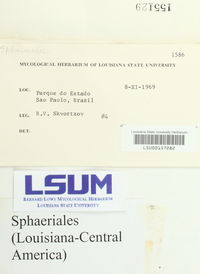 155129
Sphaeriales
1586
MYCOLOGICAL HERBARIUM OF LOUISIANA STATE UNIVERSITY
LOC. Parque do Estado 8-XI-1969
Sao Paulo, Brazil
LEG. B.V. Skvortzov #4
DET.
Louisiana State University Herbarium
LSU00157202
LSUM
BERNARD LOWY MYCOLOGICAL HERBARIUM
LOUISIANA STATE UNIVERSITY
Sphaeriales
(Louisiana-Central
America)